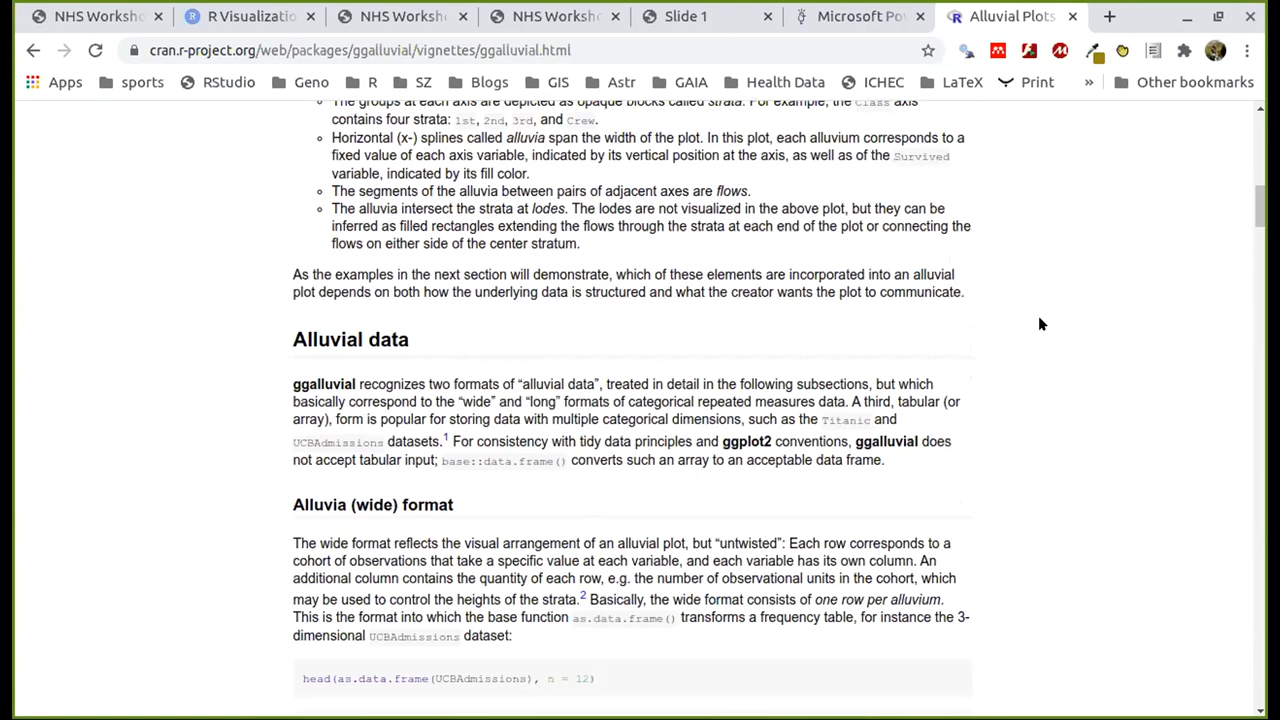 NHS Worksh
R Visualizatio
NHS Worksh
NHS Worksh
Slide 1
Microsoft Po
Alluvial Plots
cran.r-project.org/web/packages/ggalluvial/vignettes/ggalluvial.html
Apps sports RStudio Geno R SZ Blogs GIS Astr GAIA Health Data ICHEC LaTeX Print » Other bookmarks
The groups at each axis are depicted as opaque blocks called strata. For example, the Class axis
contains four strata: 1st, 2nd, 3rd, and Crew.
Horizontal (x-) splines called alluvia span the width of the plot. In this plot, each alluvium corresponds to a
fixed value of each axis variable, indicated by its vertical position at the axis, as well as of the Survived
variable, indicated by its fill color.
The segments of the alluvia between pairs of adjacent axes are flows.
The alluvia intersect the strata at lodes. The lodes are not visualized in the above plot, but they can be
inferred as filled rectangles extending the flows through the strata at each end of the plot or connecting the
flows on either side of the center stratum.
As the examples in the next section will demonstrate, which of these elements are incorporated into an alluvial
plot depends on both how the underlying data is structured and what the creator wants the plot to communicate.
Alluvial data
ggalluvial recognizes two formats of “alluvial data”, treated in detail in the following subsections, but which
basically correspond to the “wide” and “long” formats of categorical repeated measures data. A third, tabular (or
array), form is popular for storing data with multiple categorical dimensions, such as the Titanic and
UCBAdmissions datasets.1 For consistency with tidy data principles and ggplot2 conventions, ggalluvial does
not accept tabular input; base::data.frame() converts such an array to an acceptable data frame.
Alluvia (wide) format
The wide format reflects the visual arrangement of an alluvial plot, but “untwisted”: Each row corresponds to a
cohort of observations that take a specific value at each variable, and each variable has its own column. An
additional column contains the quantity of each row, e.g. the number of observational units in the cohort, which
may be used to control the heights of the strata.2 Basically, the wide format consists of one row per alluvium.
This is the format into which the base function as.data.frame() transforms a frequency table, for instance the 3-
dimensional UCBAdmissions dataset:
head(as.data.frame(UCBAdmissions), n = 12)